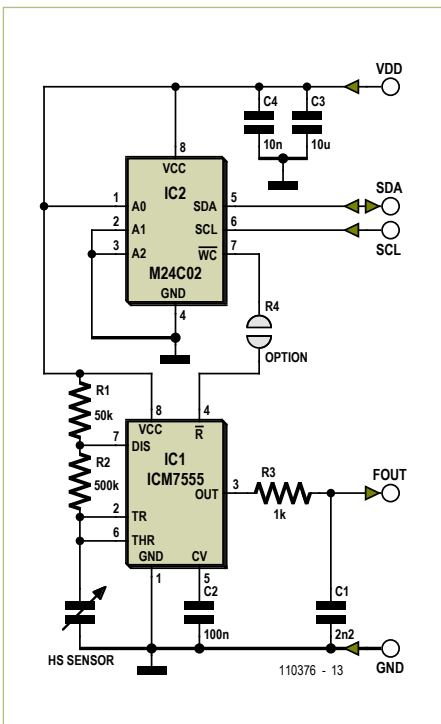 VDD
C4
C3
10n
10u
8
VCC
IC2
1
A0
SDA
5
SDA
2
A1
SCL
6
3
A2
WC
7
SCL
M24C02
GND
4
R4
OPTION
R1
50k
8
4
VCC
R
7
DIS
IC1
ICM7555
R2
500k
OUT
3
R3
1k
FOUT
2
TR
6
THR
GND
CV
1
5
C2
100n
C1
2n2
HS SENSOR
110376 - 13
GND